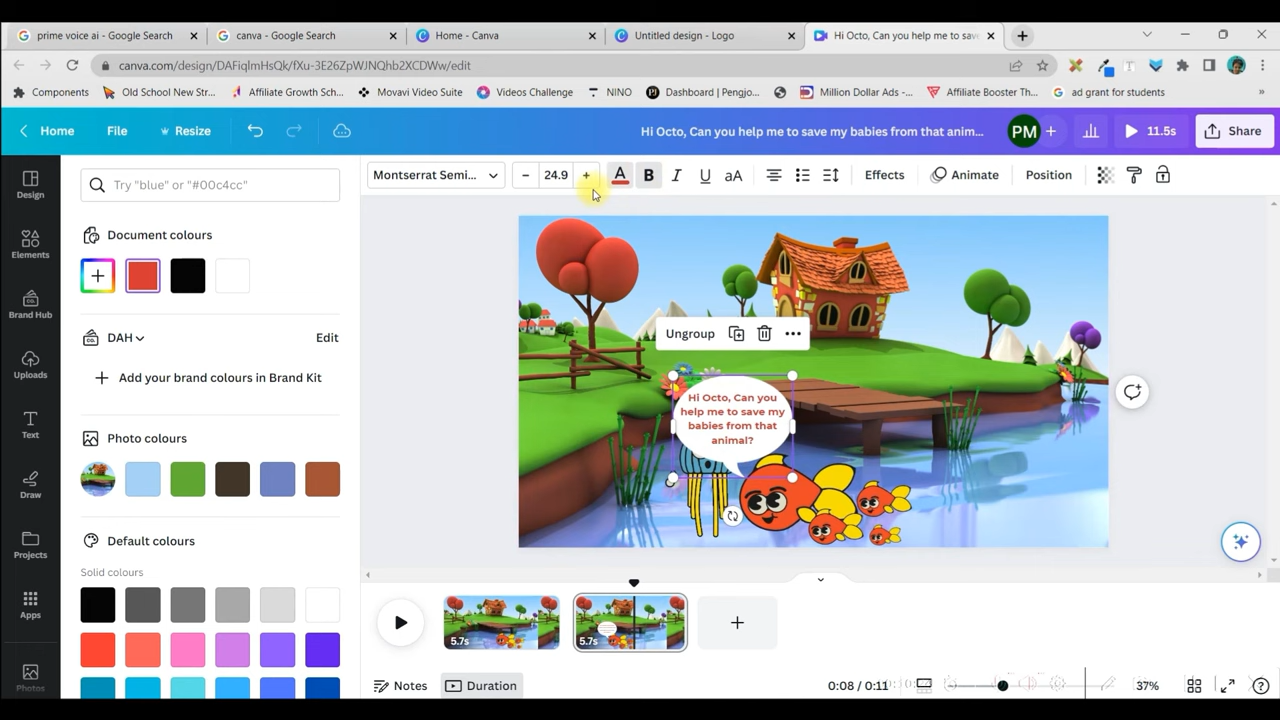 prime voice ai - Google Search
canva - Google Search
Home - Canva
Untitled design - Logo
Hi Octo, Can you help me to save
canva.com/design/DAFiqlmHsQk/fXu-3E26ZpWJNQhb2XCDWw/edit
Components
Old School New Str...
Affiliate Growth Sch...
Movavi Video Suite
Videos Challenge
NINO
Dashboard | Pengjo...
Million Dollar Ads -...
Affiliate Booster Th...
ad grant for students
»
Home
File
Resize
Hi Octo, Can you help me to save my babies from that anim...
PM
11.5s
Share
Design
Elements
Brand Hub
Uploads
Text
Draw
Projects
Apps
Photos
Try "blue" or "#00c4cc"
Document colours
DAH
Edit
Add your brand colours in Brand Kit
Photo colours
Default colours
Solid colours
Montserrat Semi...
24.9
A
B
I
U
aA
Effects
Animate
Position
Ungroup
Hi Octo, Can you
help me to save my
babies from that
animal?
5.7s
5.7s
Notes
Duration
0:08 / 0:11
37%